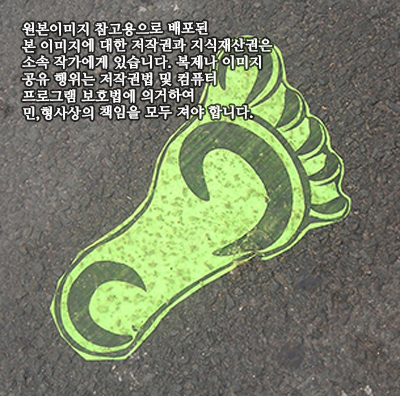 원본이미지 참고용으로 배포된
본 이미지에 대한 저작권과 지식재산권은
소속 작가에게 있습니다. 복제나 이미지
공유 행위는 저작권법 및 컴퓨터
프로그램 보호법에 의거하여
민,형사상의 책임을 모두 져야 합니다.